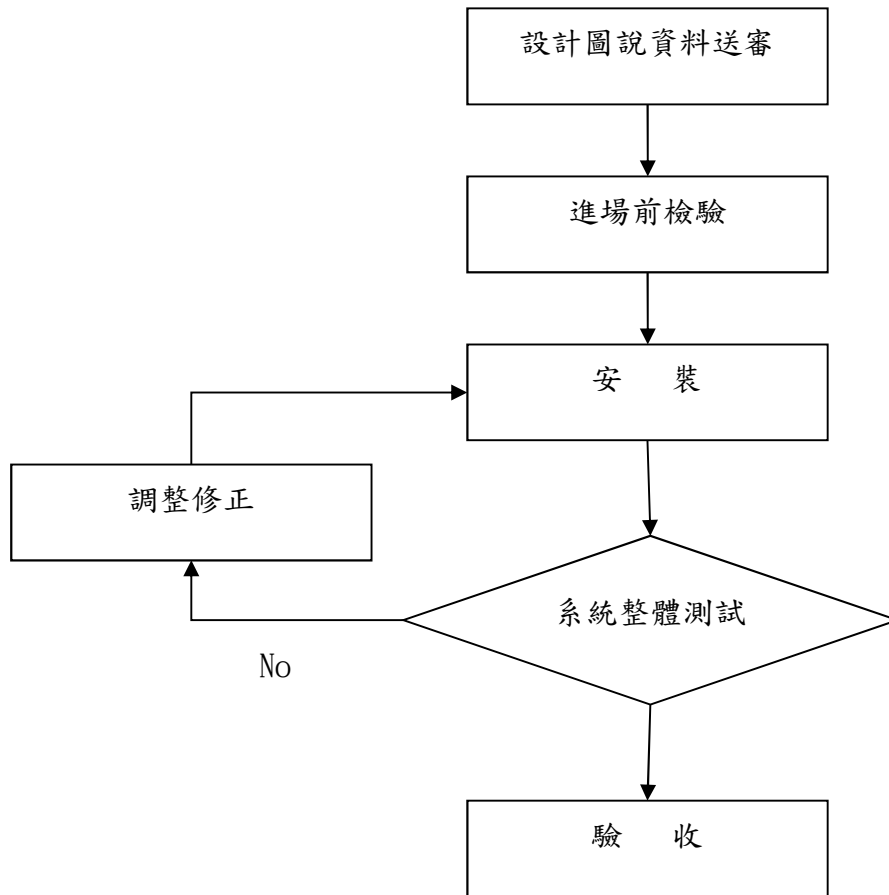 設計圖說資料送審
進場前檢驗
安 裝
調整修正
系統整體測試
No
驗 收